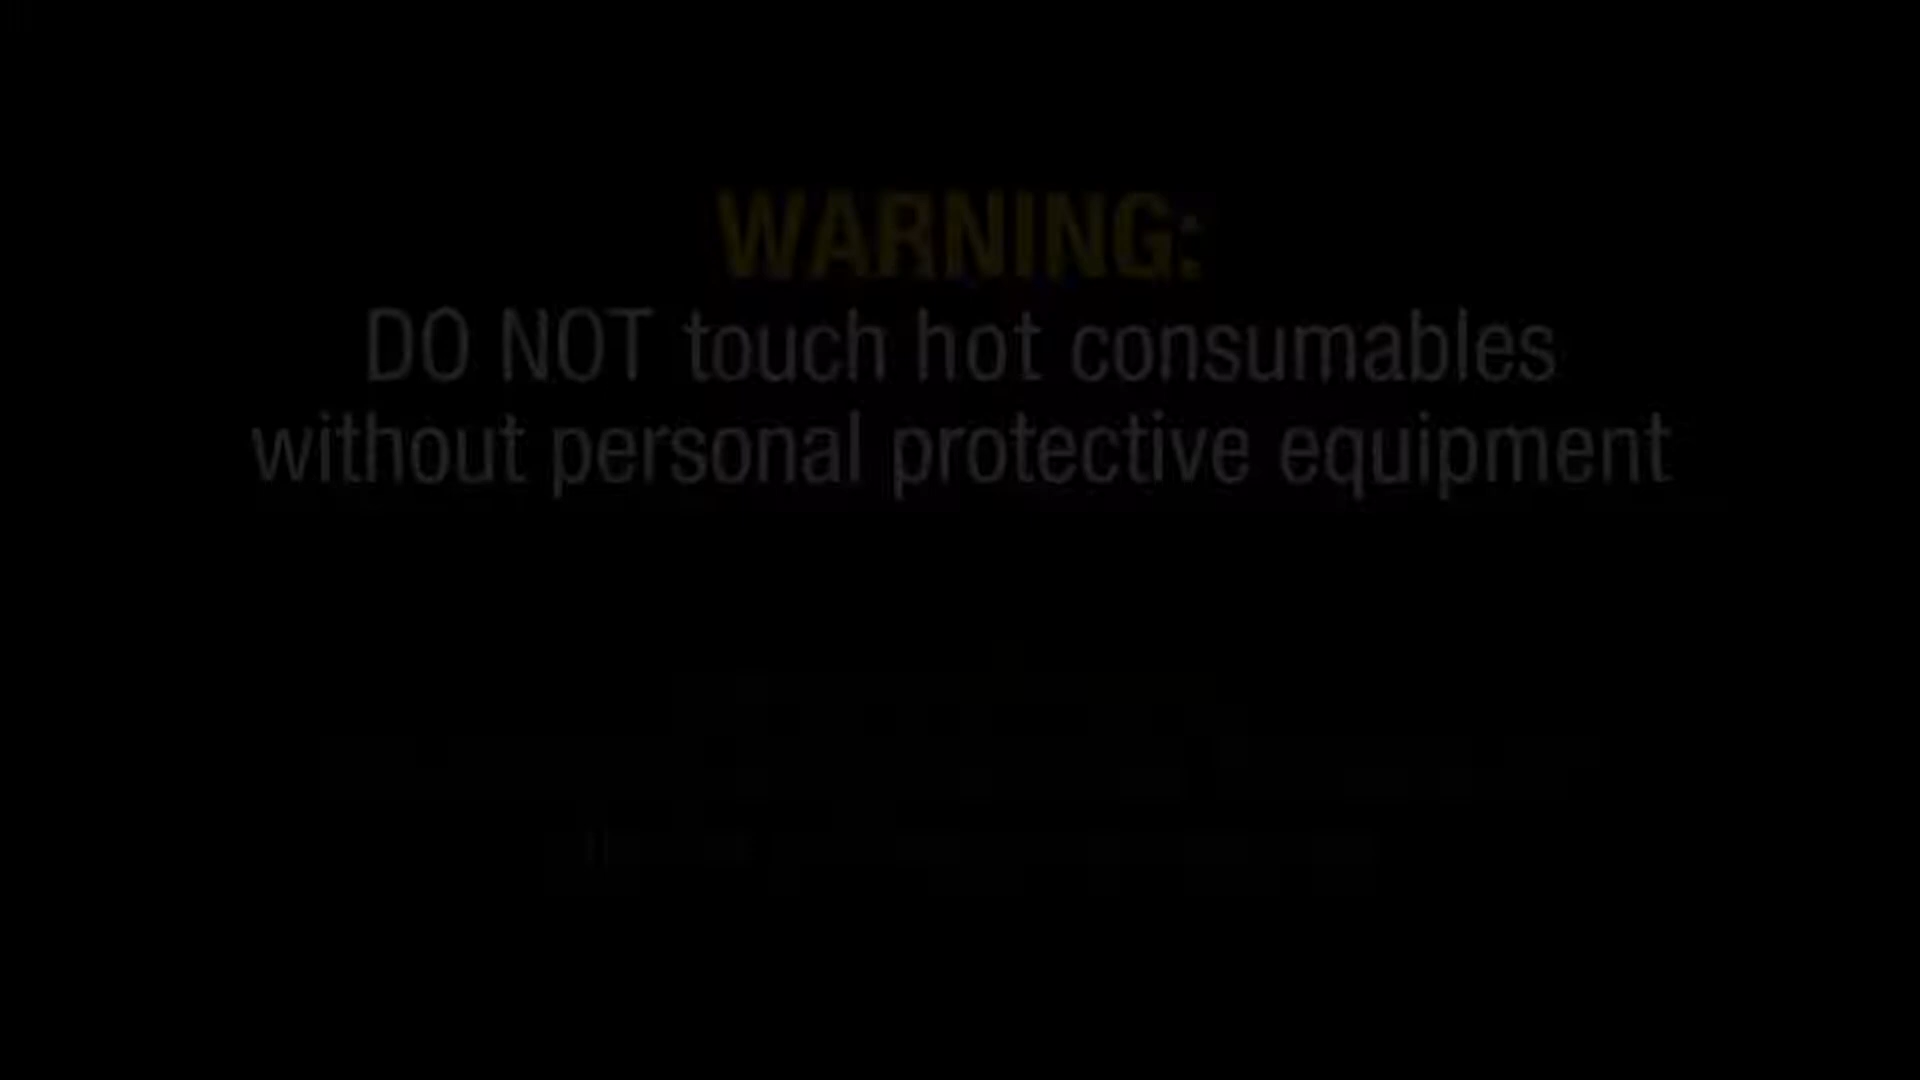 WARNING:
DO NOT touch hot consumables
without personal protective equipment